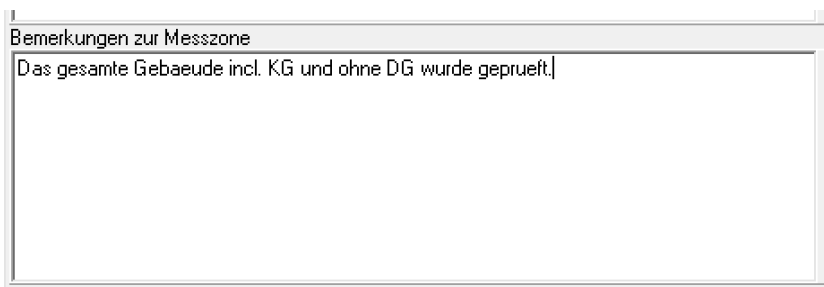 Bemerkungen zur Messzone
Das gesamte Gebaeude incl. KG und ohne DG wurde geprueft.